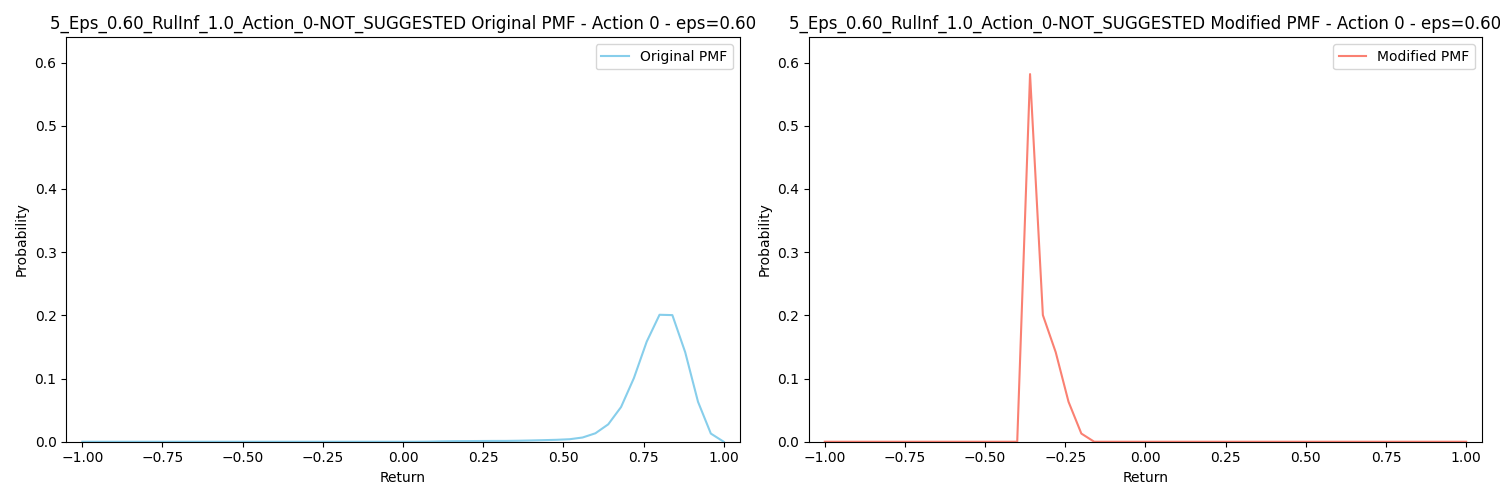 5_Eps_0.60_RulInf_1.0_Action_0-NOT_SUGGESTED Original PMF - Action 0 - eps=0.60
Original PMF
Probability
0.6
0.5
0.4
0.3
0.2
0.1
0.0
−1.00 −0.75 −0.50 −0.25 0.00 0.25 0.50 0.75 1.00
Return
5_Eps_0.60_RulInf_1.0_Action_0-NOT_SUGGESTED Modified PMF - Action 0 - eps=0.60
Modified PMF
Probability
0.6
0.5
0.4
0.3
0.2
0.1
0.0
−1.00 −0.75 −0.50 −0.25 0.00 0.25 0.50 0.75 1.00
Return